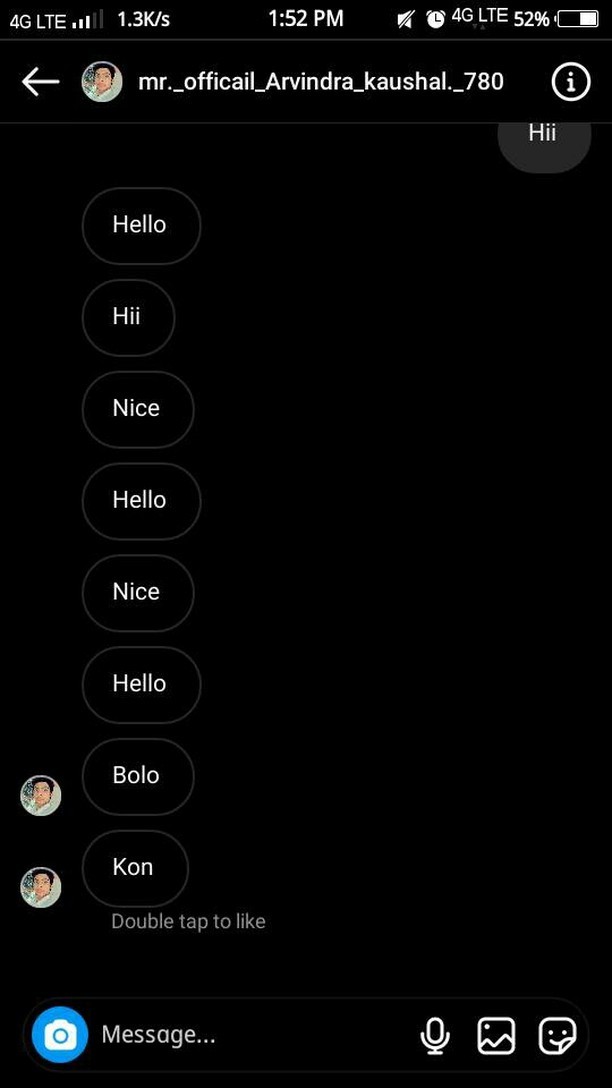 4G LTE 1.3K/s 1:52 PM 4G LTE 52%
mr._officail_Arvindra_kaushal._780
Hii
Hello
Hii
Nice
Hello
Nice
Hello
Bolo
Kon
Double tap to like
Message...